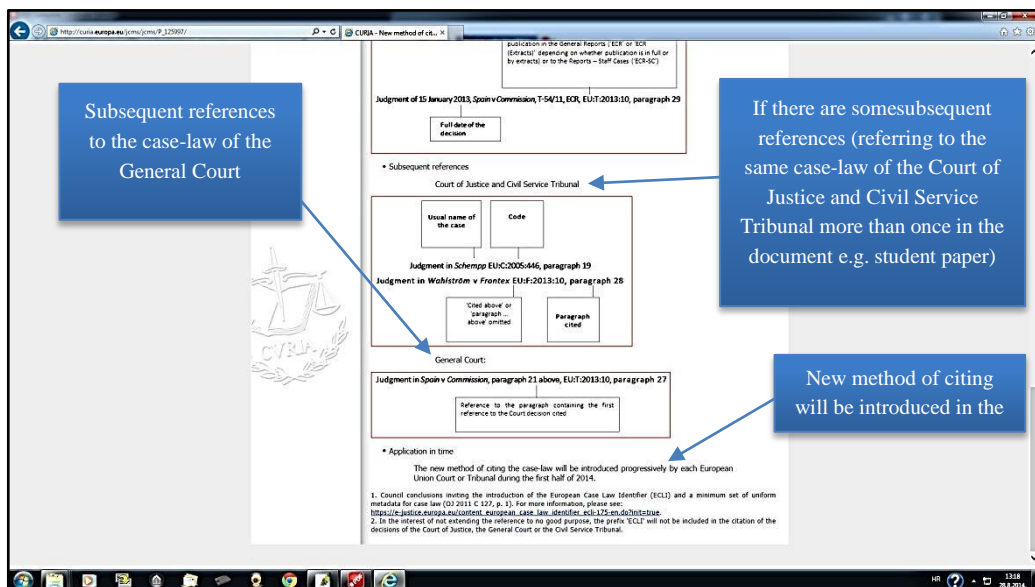 http://curia.europa.eu/jcms/jcms/P_125997/
CURIA - New method of cit...
publication in the General Reports ('ECR' or 'ECR
(Extracts)' depending on whether publication is in full or
by extracts) or to the Reports – Staff Cases ('ECR-SC')
Judgment of 15 January 2013, Spain v Commission, T-54/11, ECR, EU:T:2013:10, paragraph 29
Full date of the
decision
Subsequent references
to the case-law of the
General Court
If there are somesubsequent
references (referring to the
same case-law of the Court of
Justice and Civil Service
Tribunal more than once in the
document e.g. student paper)
• Subsequent references
Court of Justice and Civil Service Tribunal
Usual name of
the case
Code
Judgment in Schempp EU:C:2005:446, paragraph 19
Judgment in Wahlström v Frontex EU:F:2013:10, paragraph 28
'Cited above' or
'paragraph ...
above' omitted
Paragraph
cited
CVRIA
General Court:
Judgment in Spain v Commission, paragraph 21 above, EU:T:2013:10, paragraph 27
Reference to the paragraph containing the first
reference to the Court decision cited
New method of citing
will be introduced in the
• Application in time
The new method of citing the case-law will be introduced progressively by each European
Union Court or Tribunal during the first half of 2014.
1. Council conclusions inviting the introduction of the European Case Law Identifier (ECLI) and a minimum set of uniform
metadata for case law (OJ 2011 C 127, p. 1). For more information, please see:
https://e-justice.europa.eu/content_european_case_law_identifier_ecli-175-en.do?init=true.
2. In the interest of not extending the reference to no good purpose, the prefix 'ECLI' will not be included in the citation of the
decisions of the Court of Justice, the General Court or the Civil Service Tribunal.
HR
13:18
28.8.2014